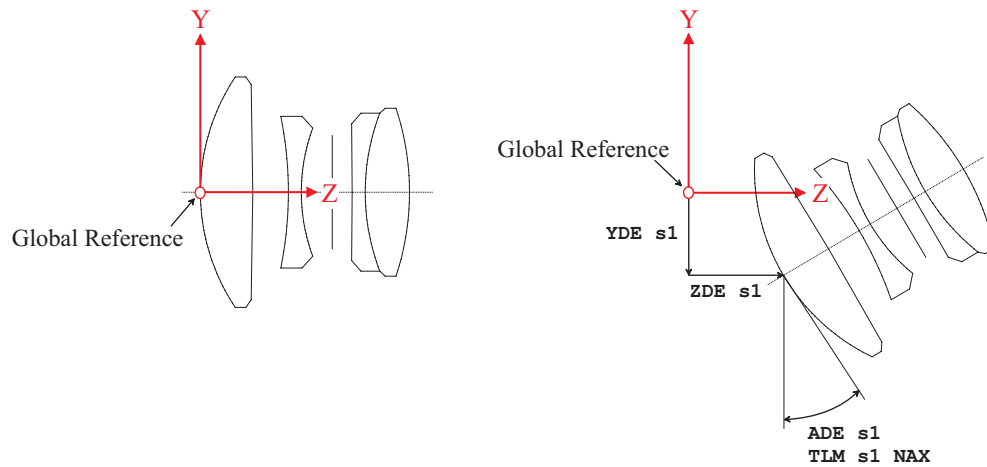 Y
Z
Global Reference
Y
Global Reference
Z
YDE s1
ZDE s1
ADE s1
TLM s1 NAX